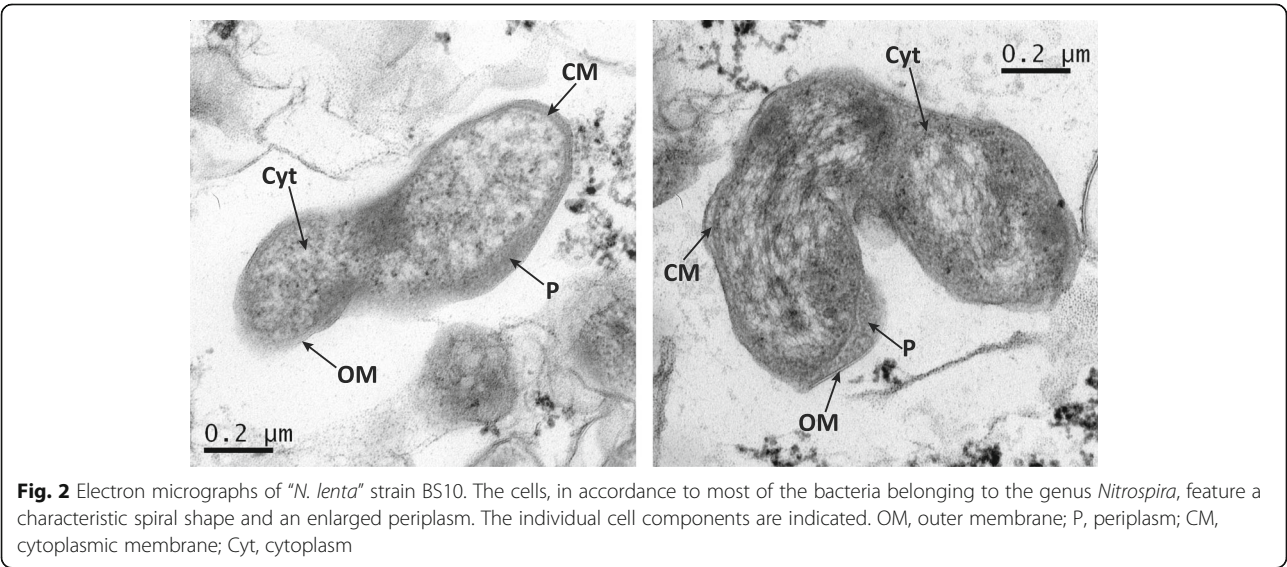 CM
Cyt
P
OM
0.2 μm
Cyt
0.2 μm
CM
P
OM
Fig. 2 Electron micrographs of “N. lenta” strain BS10. The cells, in accordance to most of the bacteria belonging to the genus Nitrospira, feature a
characteristic spiral shape and an enlarged periplasm. The individual cell components are indicated. OM, outer membrane; P, periplasm; CM,
cytoplasmic membrane; Cyt, cytoplasm